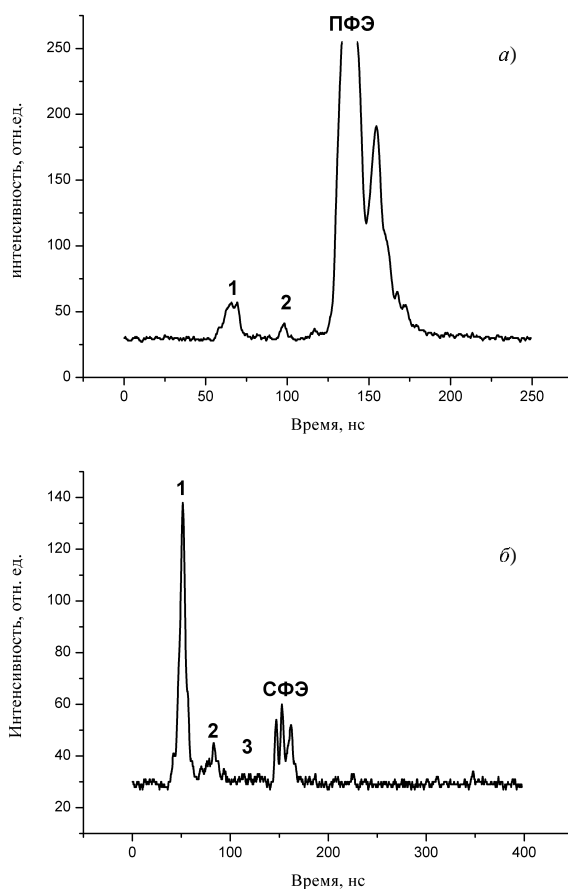 ПФЭ
а)
250
200
150
100
50
0
1
2
интенсивность, отн.ед.
0 50 100 150 200 250
Время, нс
1
140
120
100
80
60
40
20
б)
СФЭ
2
3
Интенсивность, отн. ед.
0 100 200 300 400
Время, нс